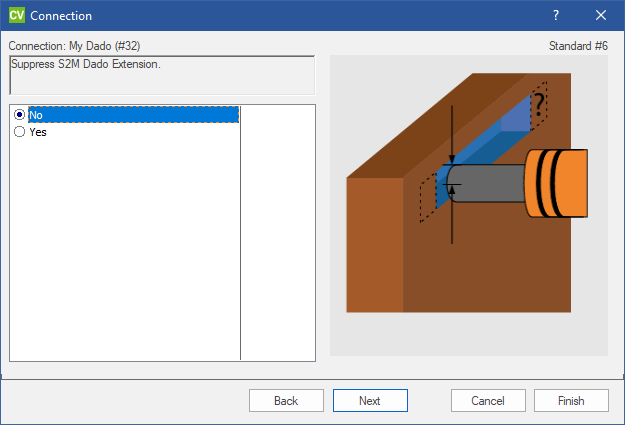 CV Connection ?
Connection: My Dado (#32) Standard #6
Suppress S2M Dado Extension.
No
Yes
?
Back Next Cancel Finish